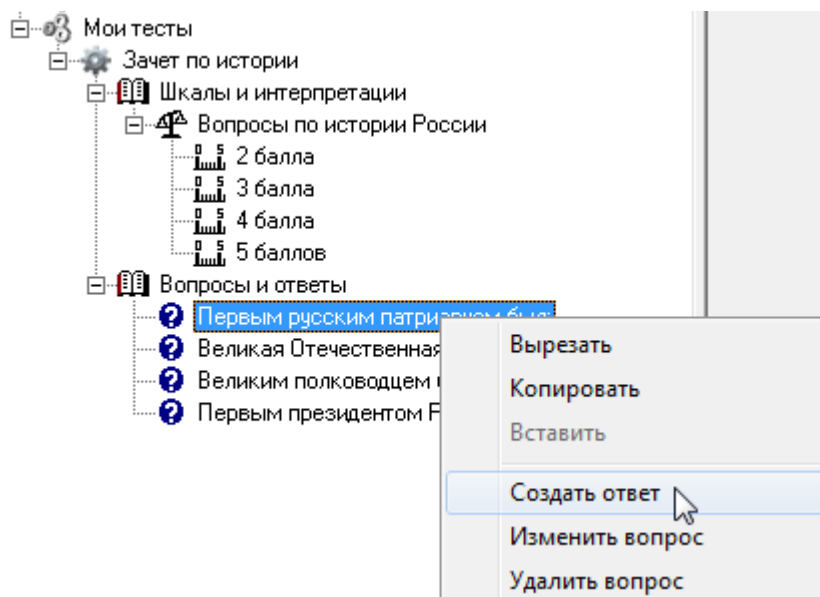 Мои тесты
Зачет по истории
Шкалы и интерпретации
Вопросы по истории России
2 балла
3 балла
4 балла
5 баллов
Вопросы и ответы
Первым русским патриархом был:
Великая Отечественная
Великим полководцем
Первым президентом
Вырезать
Копировать
Вставить
Создать ответ
Изменить вопрос
Удалить вопрос